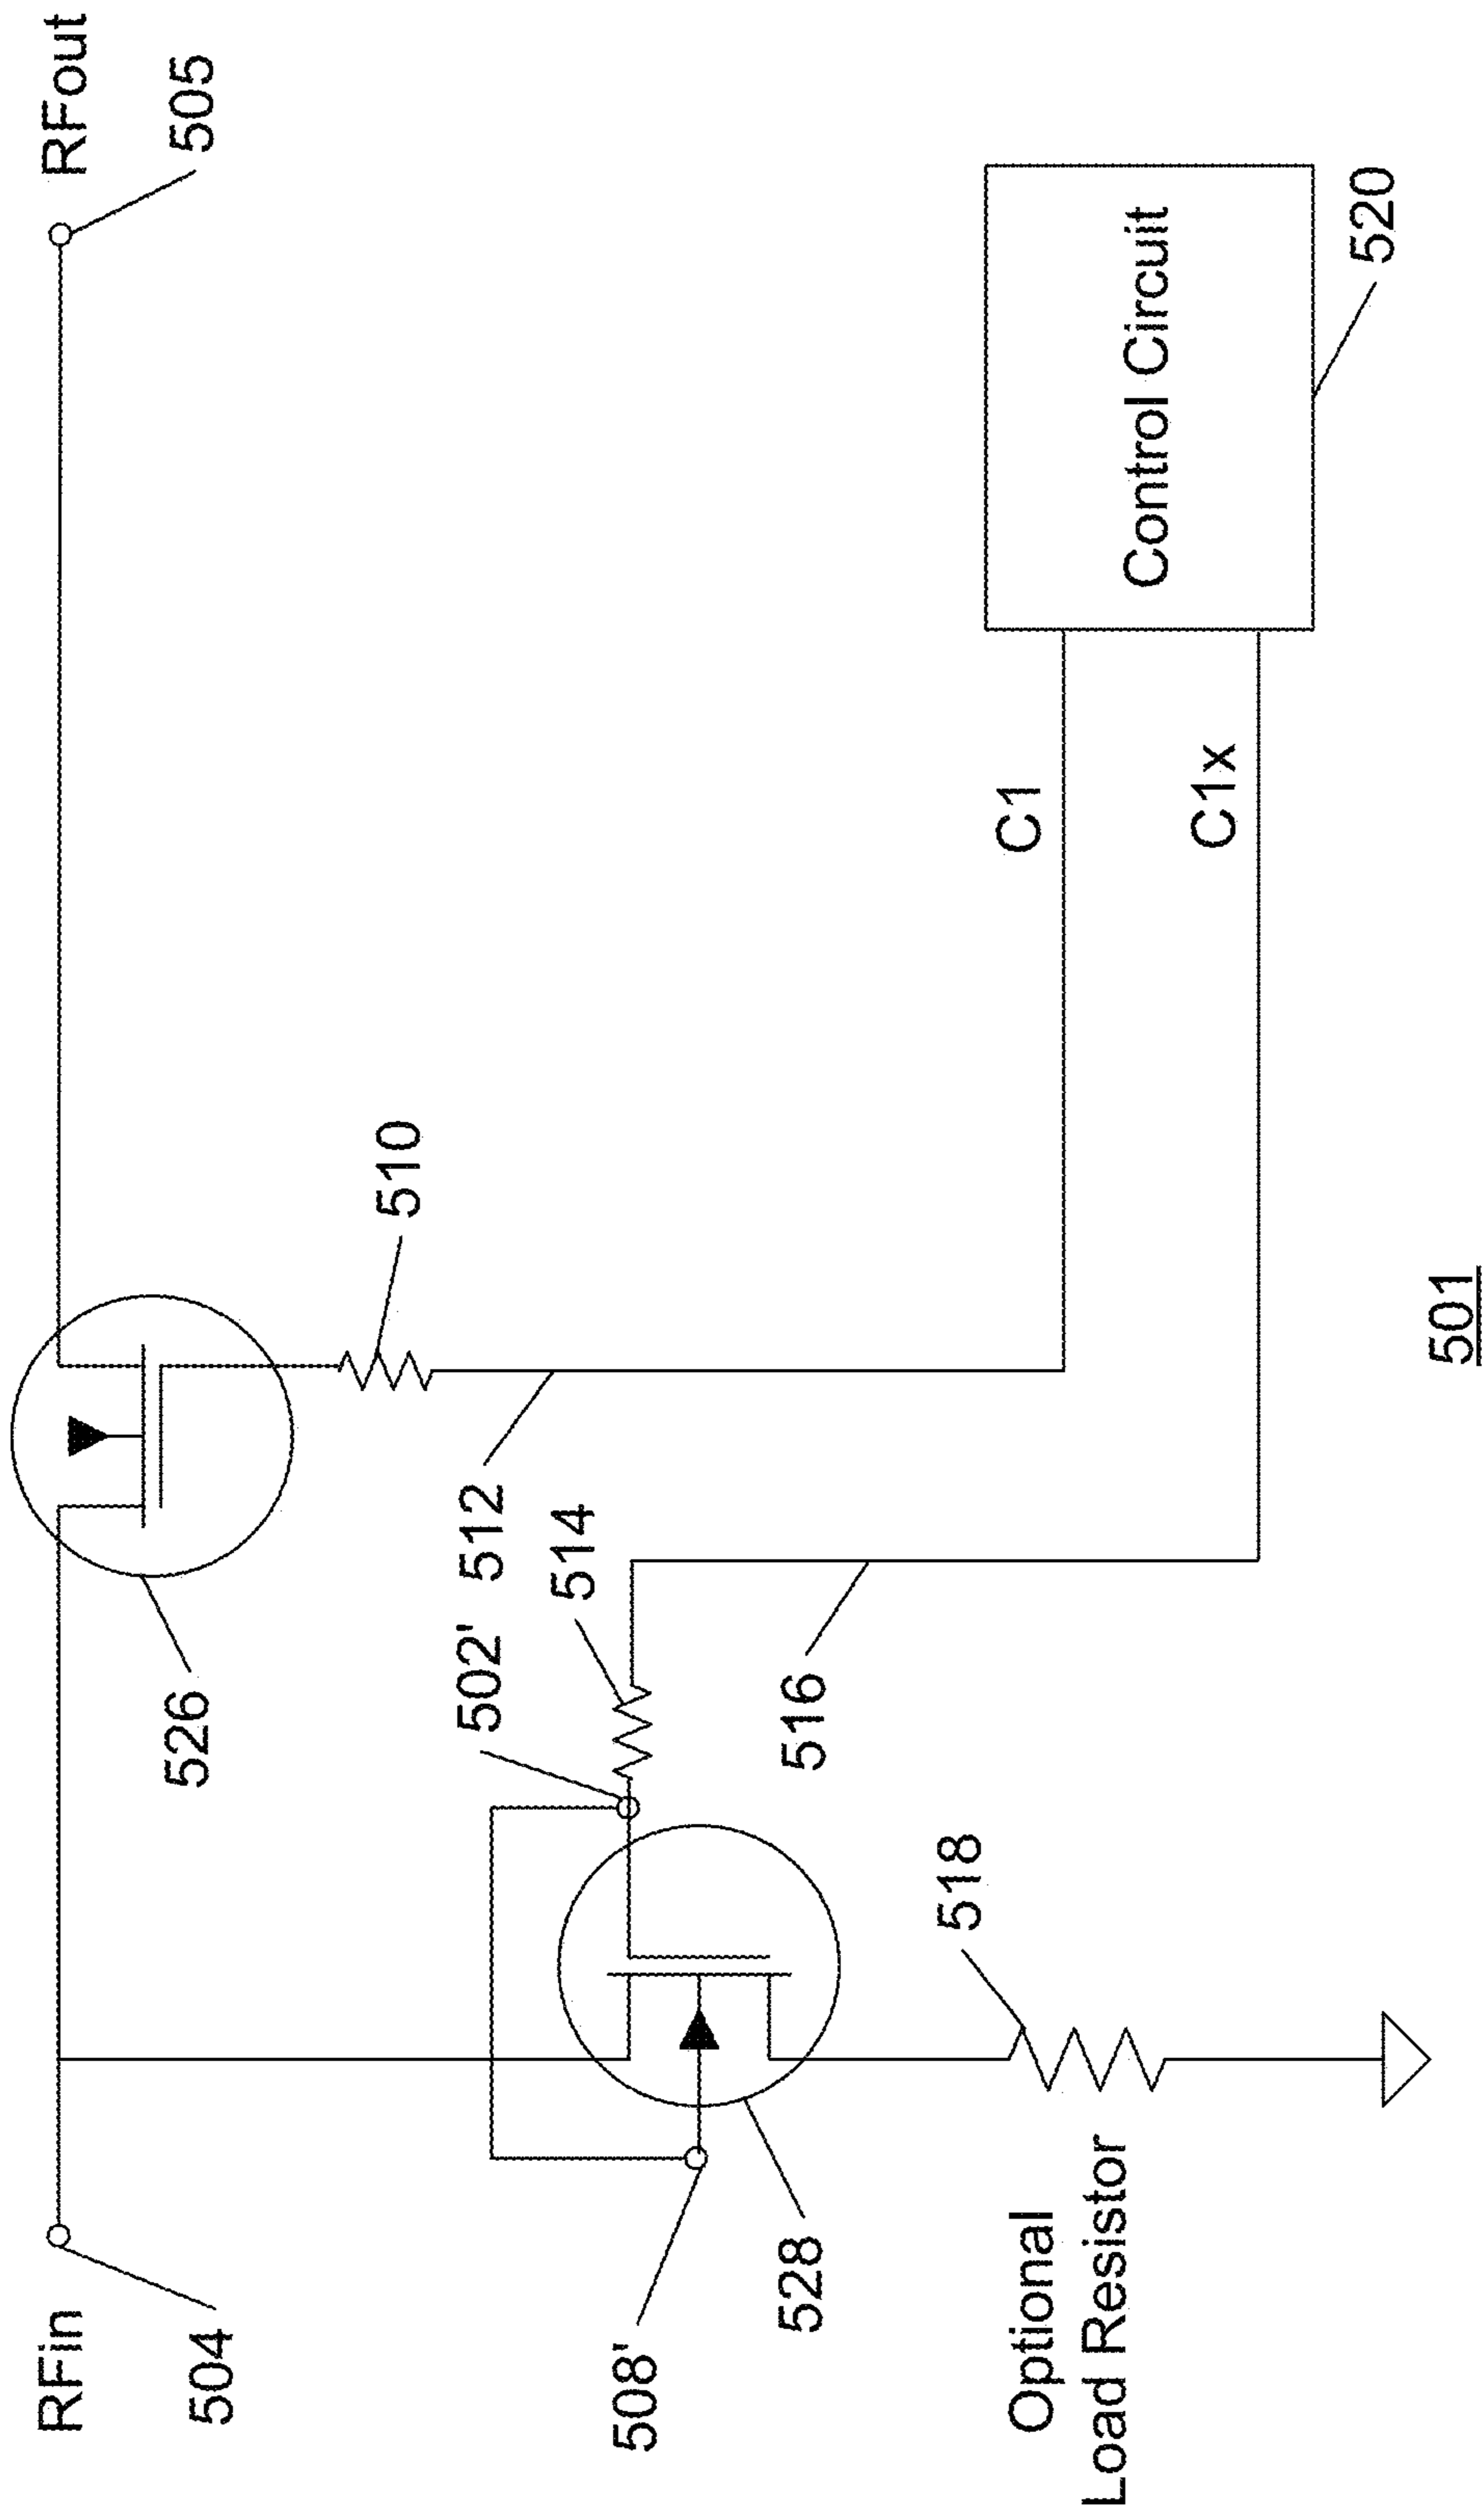 RFin
RFout
504
526
505
510
502'
512
514
508'
528
516
C1
C1x
Control Circuit
520
518
Optional
Load Resistor
501